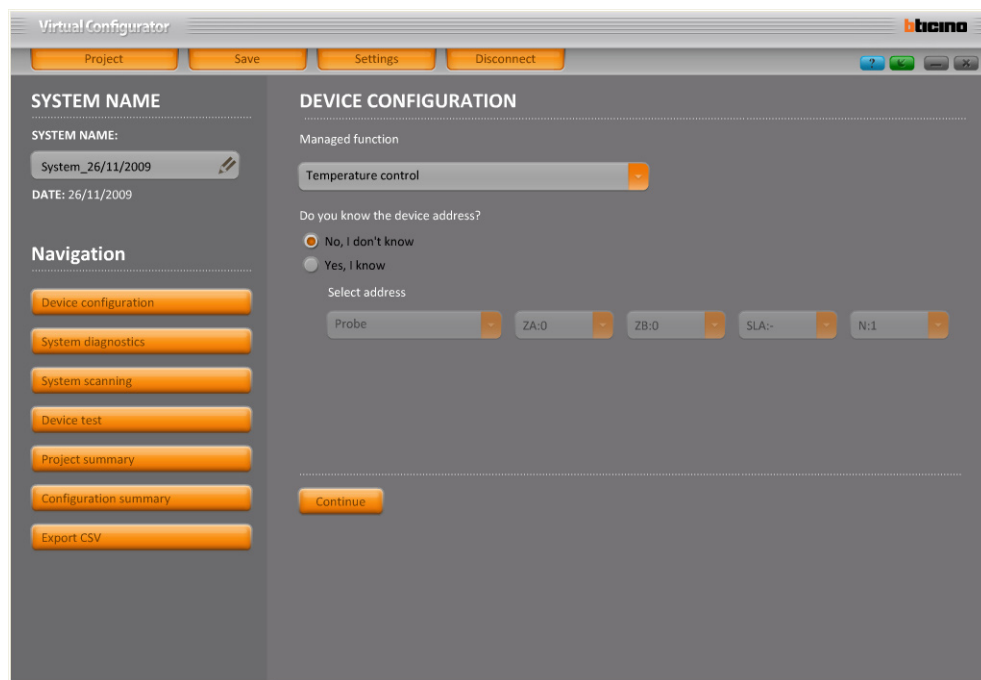 Virtual Configurator
bticino
Project
Save
Settings
Disconnect
?
SYSTEM NAME
SYSTEM NAME:
System_26/11/2009
DATE: 26/11/2009
Navigation
Device configuration
System diagnostics
System scanning
Device test
Project summary
Configuration summary
Export CSV
DEVICE CONFIGURATION
Managed function
Temperature control
Do you know the device address?
No, I don't know
Yes, I know
Select address
Probe
ZA:0
ZB:0
SLA:-
N:1
Continue